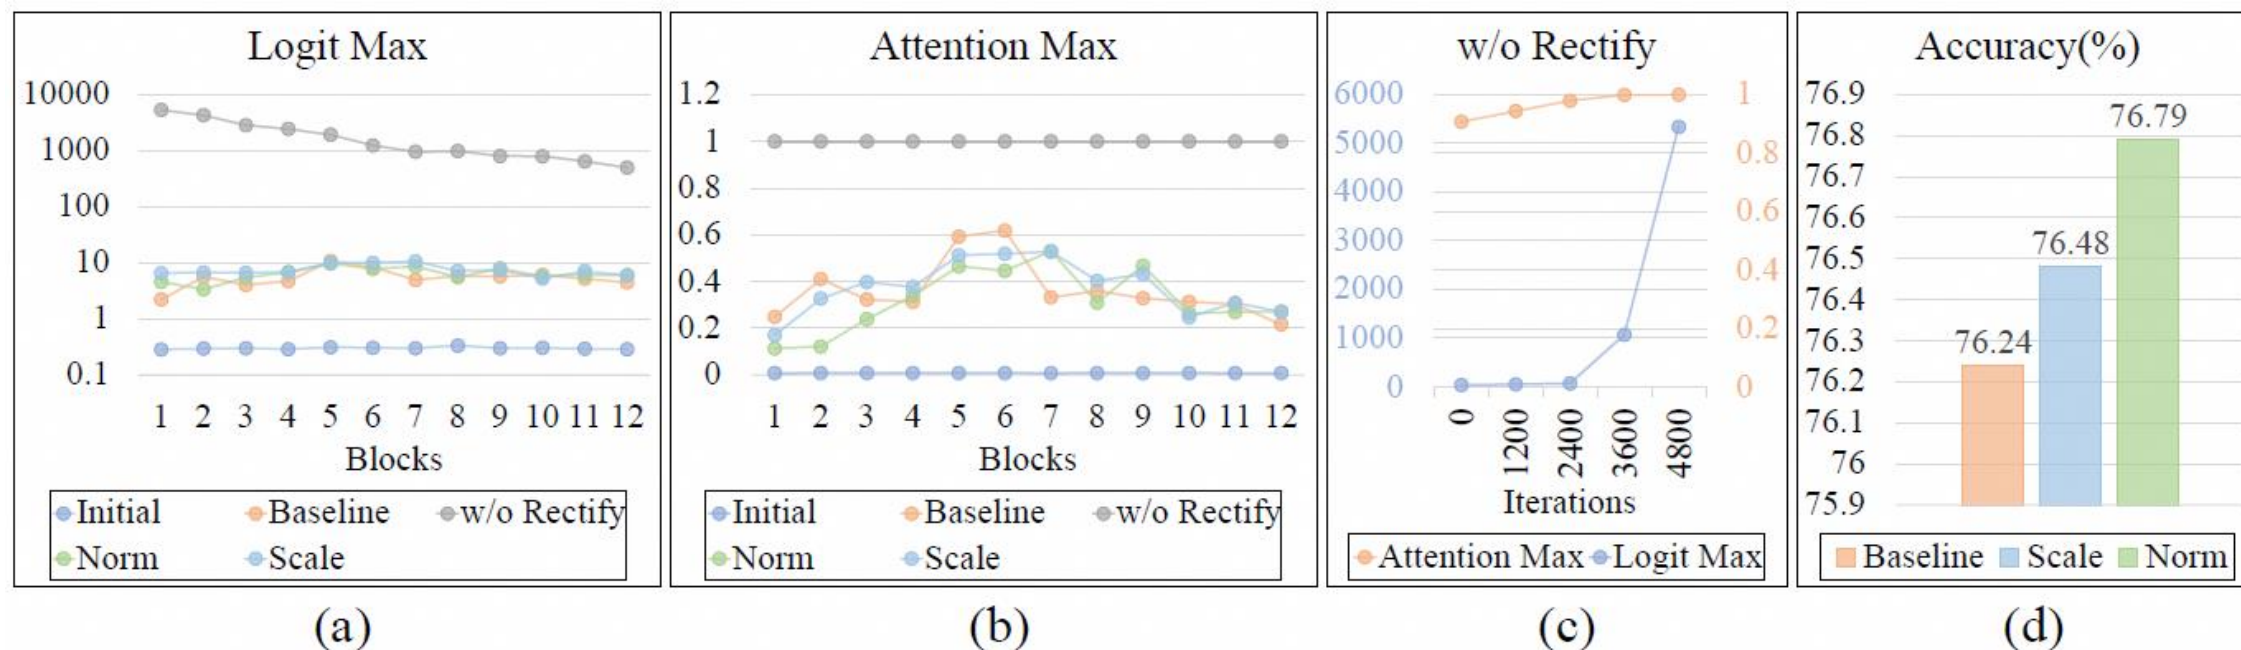 Logit Max
10000
1000
100
10
1
0.1
1 2 3 4 5 6 7 8 9 10 11 12
Blocks
Initial Baseline w/o Rectify
Norm Scale
(a)
Attention Max
1.2
1
0.8
0.6
0.4
0.2
0
1 2 3 4 5 6 7 8 9 10 11 12
Blocks
Initial Baseline w/o Rectify
Norm Scale
(b)
w/o Rectify
6000 1
5000
0.8
4000
0.6
3000
0.4
2000
0.2
1000
0 0
0 1200 2400 3600 4800
Iterations
Attention Max Logit Max
(c)
Accuracy(%)
76.9
76.8
76.7
76.6
76.5
76.4
76.3
76.2
76.1
76
75.9
76.24
76.48
76.79
Baseline Scale Norm
(d)